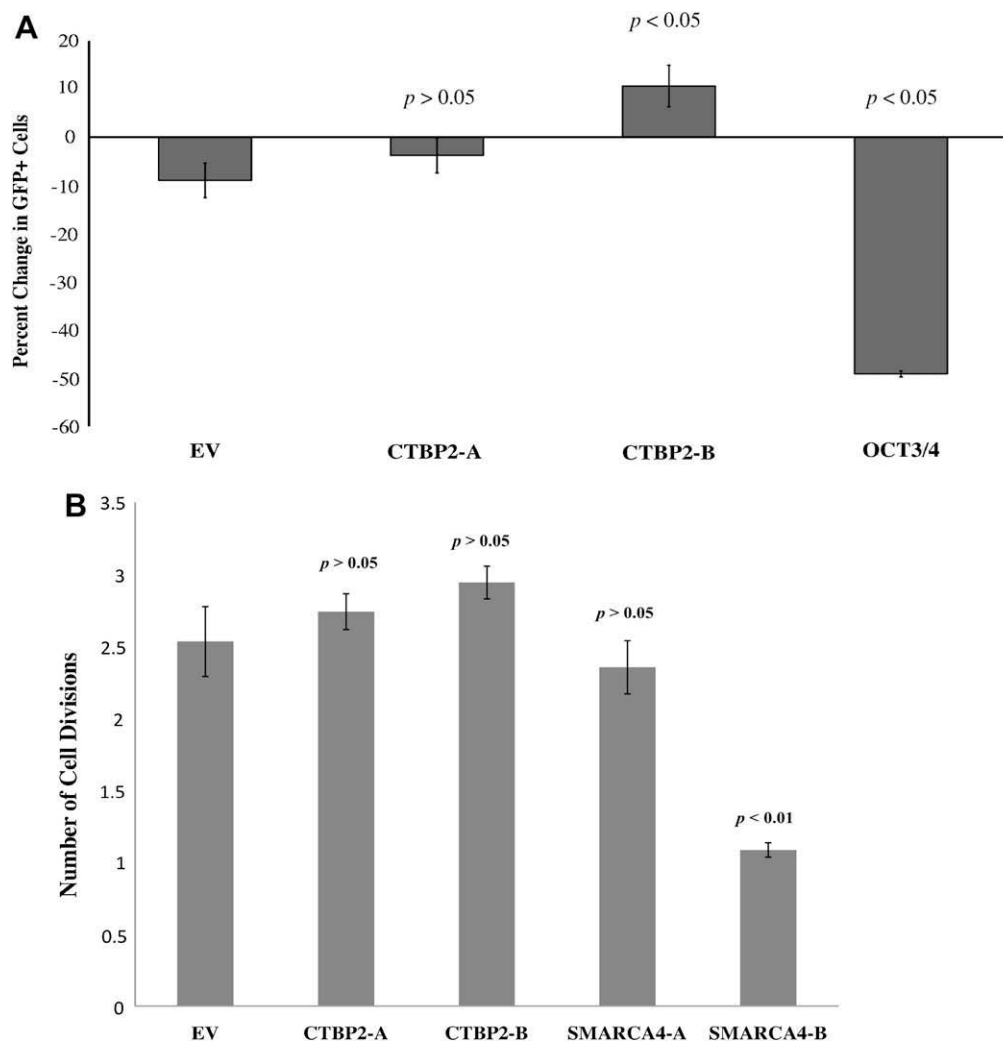 A
p < 0.05
p > 0.05
p < 0.05
Percent Change in GFP+ Cells
20
10
0
-10
-20
-30
-40
-50
-60
EV CTBP2-A CTBP2-B OCT3/4
B
Number of Cell Divisions
3.5
3
2.5
2
1.5
1
0.5
0
p > 0.05
p > 0.05
p > 0.05
p < 0.01
EV CTBP2-A CTBP2-B SMARCA4-A SMARCA4-B